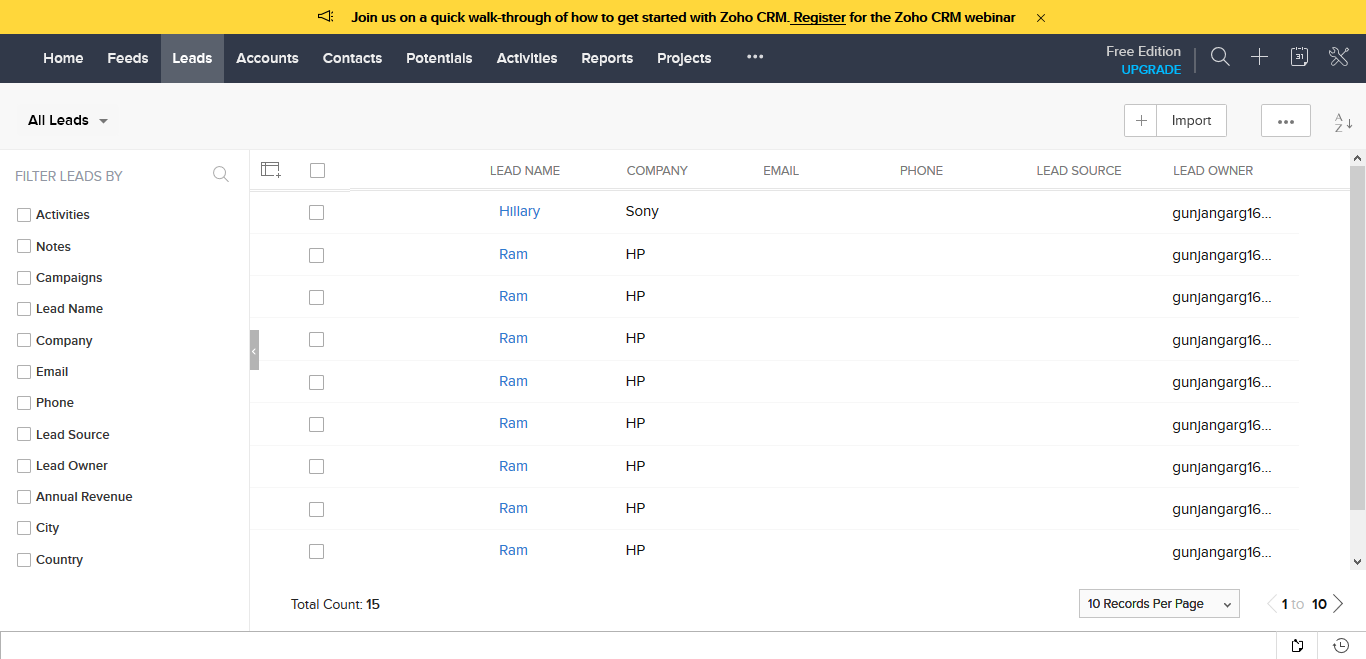 Join us on a quick walk-through of how to get started with Zoho CRM. Register for the Zoho CRM webinar
Home Feeds Leads Accounts Contacts Potentials Activities Reports Projects
Free Edition
UPGRADE
31
All Leads
Import
A
Z
FILTER LEADS BY
Activities
Notes
Campaigns
Lead Name
Company
Email
Phone
Lead Source
Lead Owner
Annual Revenue
City
Country
LEAD NAME COMPANY EMAIL PHONE LEAD SOURCE LEAD OWNER
Hillary Sony gunjangarg16...
Ram HP gunjangarg16...
Ram HP gunjangarg16...
Ram HP gunjangarg16...
Ram HP gunjangarg16...
Ram HP gunjangarg16...
Ram HP gunjangarg16...
Ram HP gunjangarg16...
Ram HP gunjangarg16...
Total Count: 15
10 Records Per Page
1 to 10